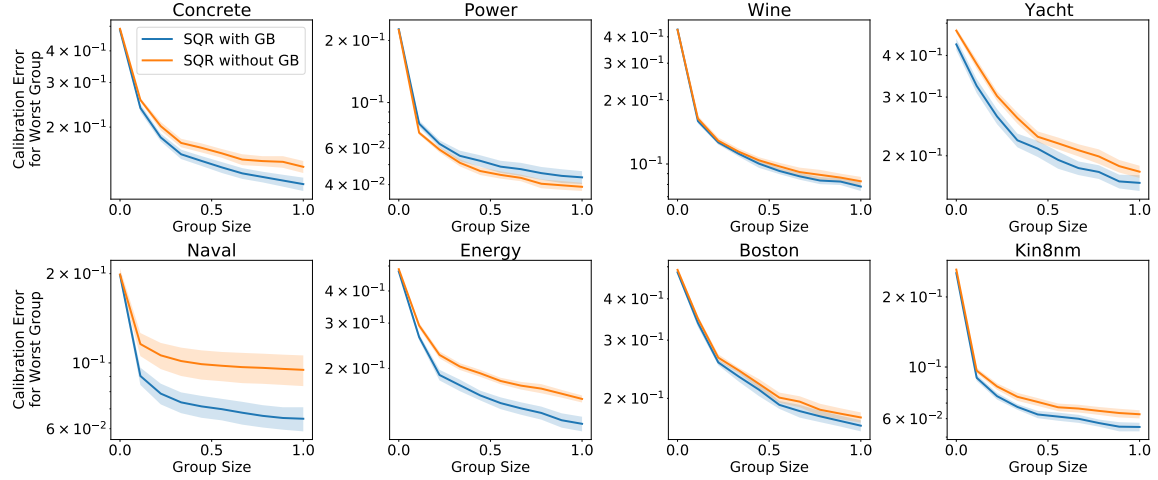 Concrete
Power
Wine
Yacht
Calibration Error
for Worst Group
4 × 10⁻¹
3 × 10⁻¹
2 × 10⁻¹
SQR with GB
SQR without GB
2 × 10⁻¹
10⁻¹
6 × 10⁻²
4 × 10⁻²
4 × 10⁻¹
3 × 10⁻¹
2 × 10⁻¹
10⁻¹
4 × 10⁻¹
3 × 10⁻¹
2 × 10⁻¹
0.0 0.5 1.0
0.0 0.5 1.0
0.0 0.5 1.0
0.0 0.5 1.0
Group Size
Group Size
Group Size
Group Size
Naval
Energy
Boston
Kin8nm
Calibration Error
for Worst Group
2 × 10⁻¹
10⁻¹
6 × 10⁻²
4 × 10⁻¹
3 × 10⁻¹
2 × 10⁻¹
4 × 10⁻¹
3 × 10⁻¹
2 × 10⁻¹
2 × 10⁻¹
10⁻¹
6 × 10⁻²
0.0 0.5 1.0
0.0 0.5 1.0
0.0 0.5 1.0
0.0 0.5 1.0
Group Size
Group Size
Group Size
Group Size